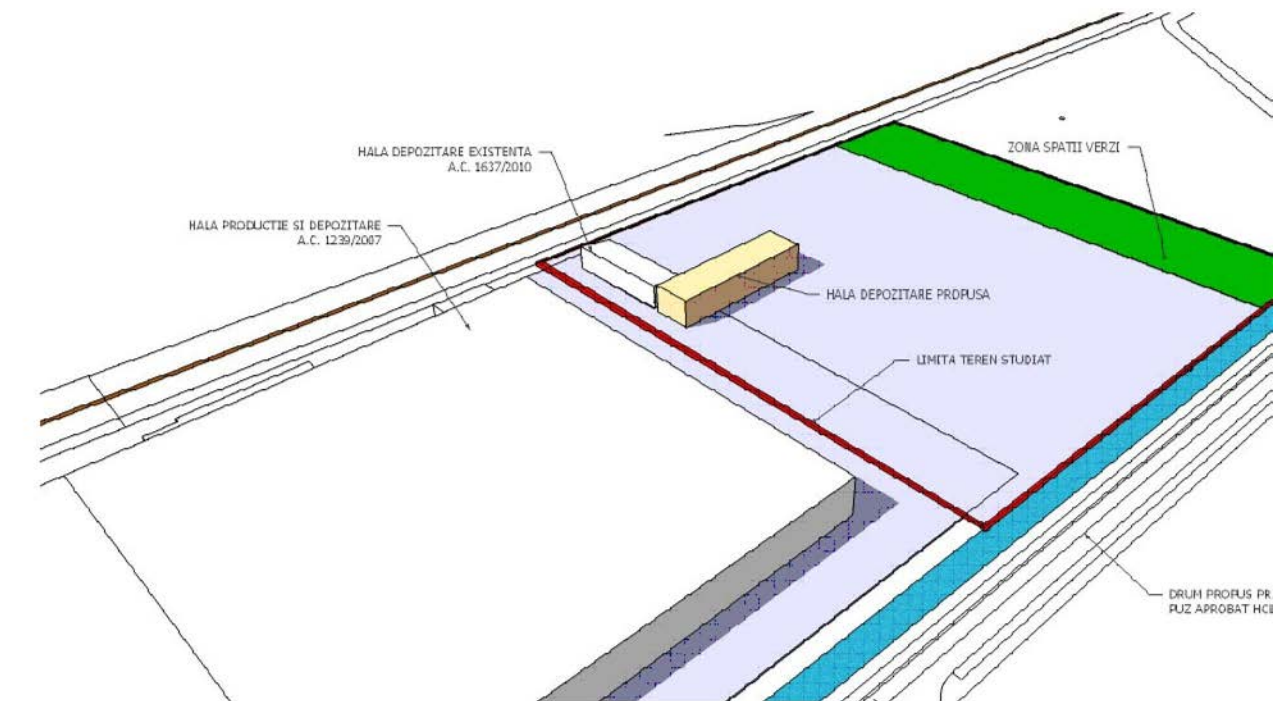 HALA DEPOZITARE EXISTENTA
A.C. 1637/2010
ZONA SPATII VERZI
HALA PRODUCTIE SI DEPOZITARE
A.C. 1239/2007
HALA DEPOZITARE PROPUSA
LIMITA TEREN STUDIAT
DRUM PROPUS PR
PUZ APROBAT HCL